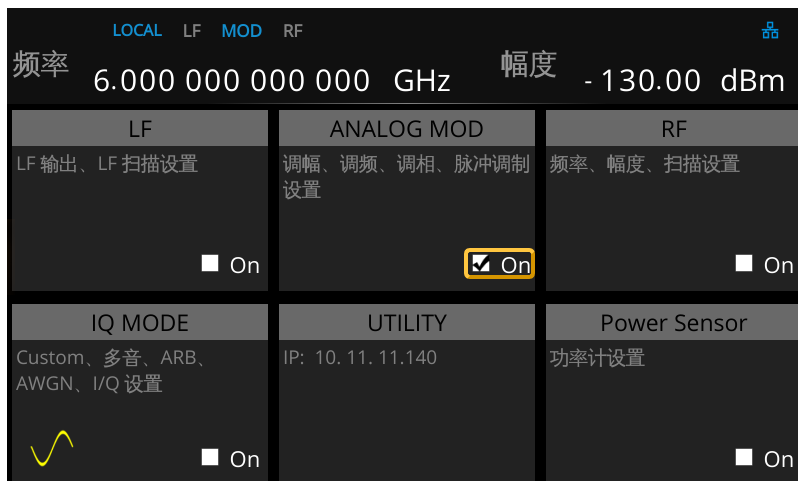 LOCAL LF MOD RF
频率 6.000 000 000 000 GHz 幅度 -130.00 dBm
LF ANALOG MOD RF
LF 输出、LF 扫描设置
调幅、调频、调相、脉冲调制
设置
频率、幅度、扫描设置
On On On
IQ MODE UTILITY Power Sensor
Custom、多音、ARB、
AWGN、I/Q 设置
IP: 10. 11. 11.140
功率计设置
On On